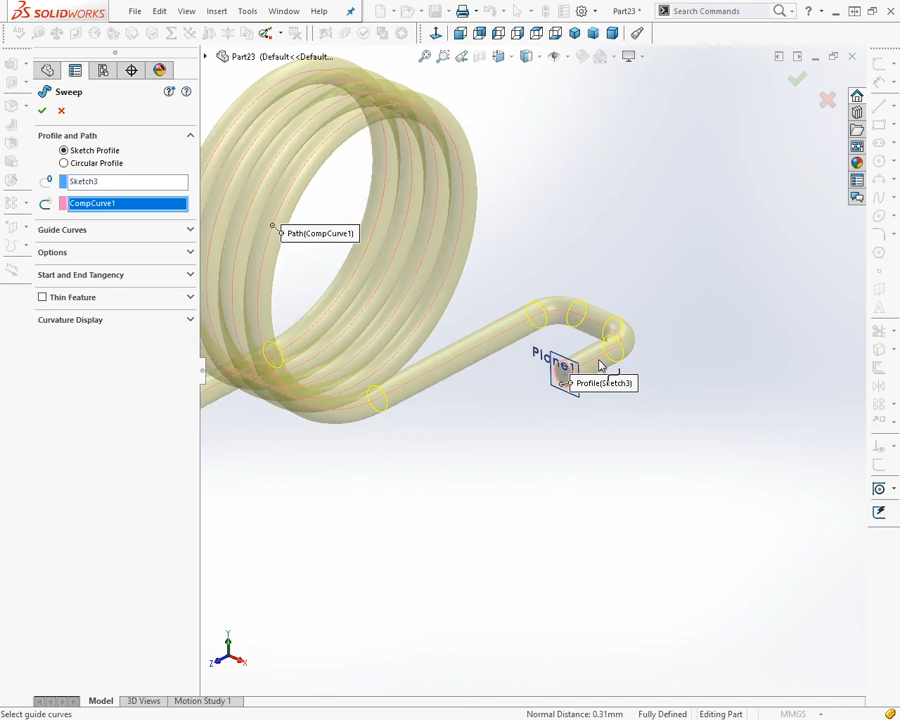 SOLIDWORKS
File Edit View Insert Tools Window Help
Part23 *
Search Commands
Part23 (Default<<Default...
Sweep
Profile and Path
Sketch Profile
Circular Profile
Sketch3
CompCurve1
Guide Curves
Options
Start and End Tangency
Thin Feature
Curvature Display
Path(CompCurve1)
Plane1
Profile(Sketch3)
Y
Z
X
Model 3D Views Motion Study 1
Select guide curves
Normal Distance: 0.31mm Fully Defined Editing Part MMGS